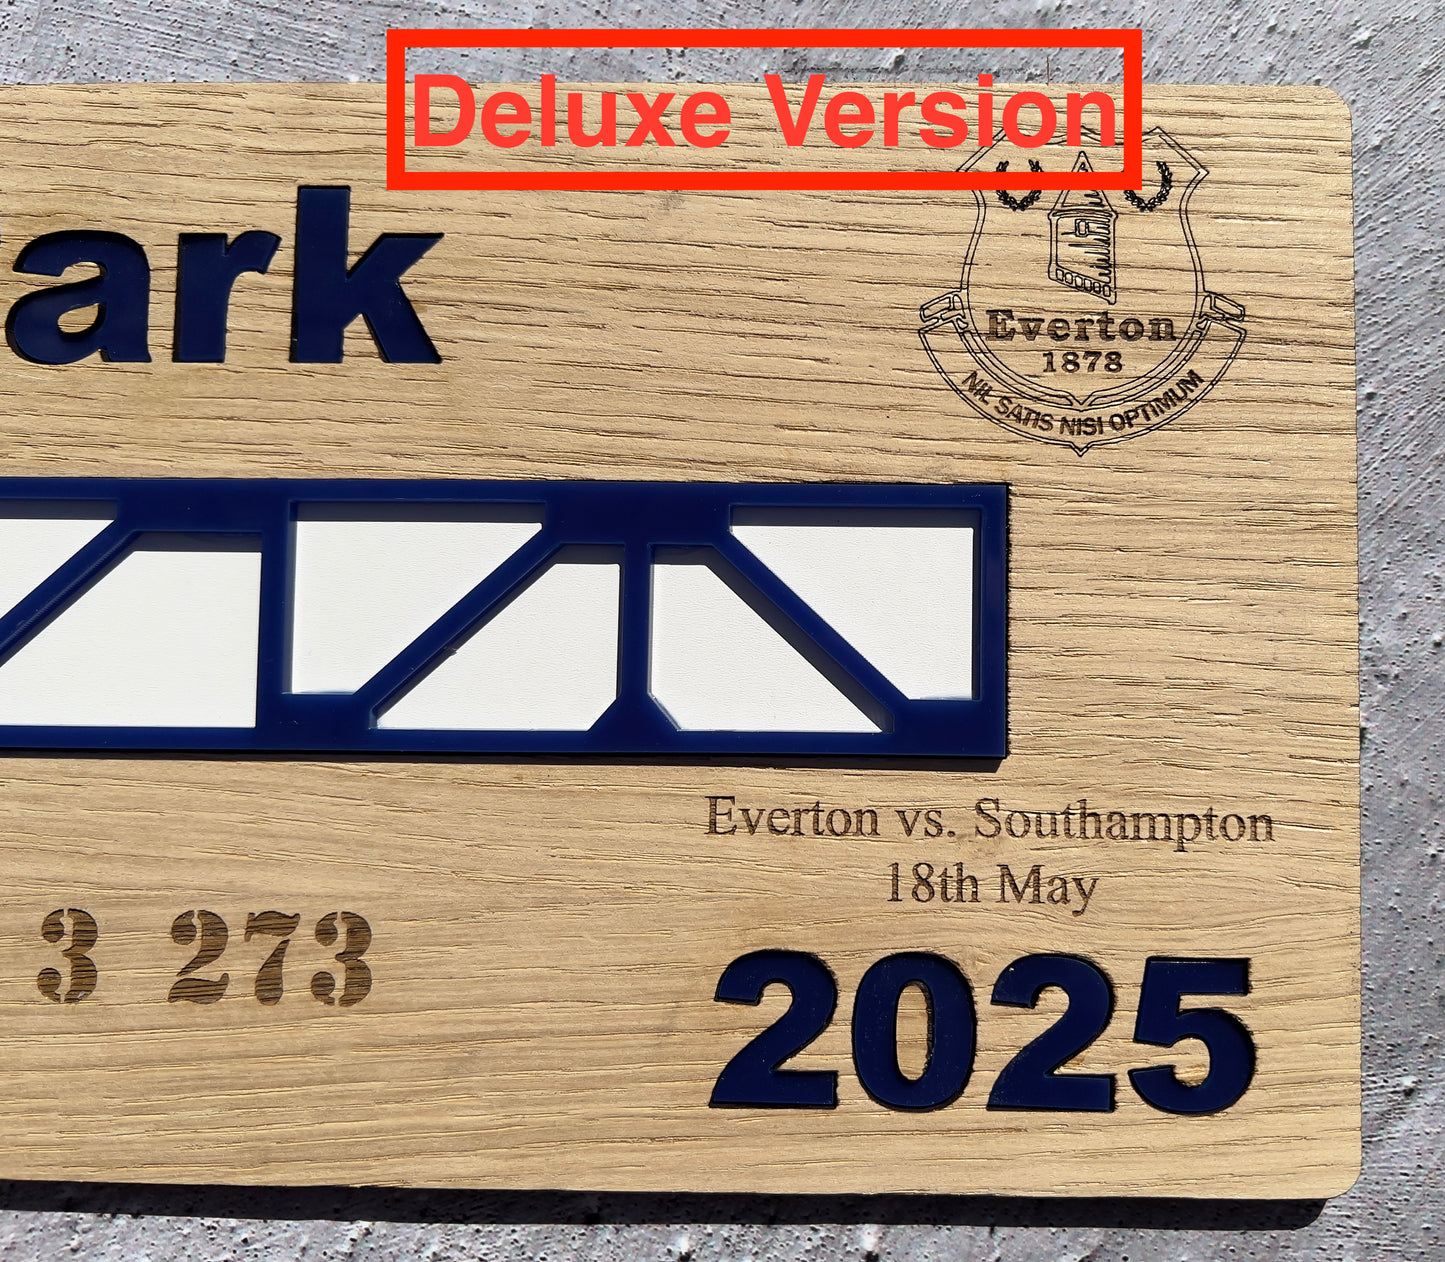 Deluxe Version
ark
Everton
1878
NIL SATIS NISI OPTIMUM
Everton vs. Southampton
18th May
3 273
2025